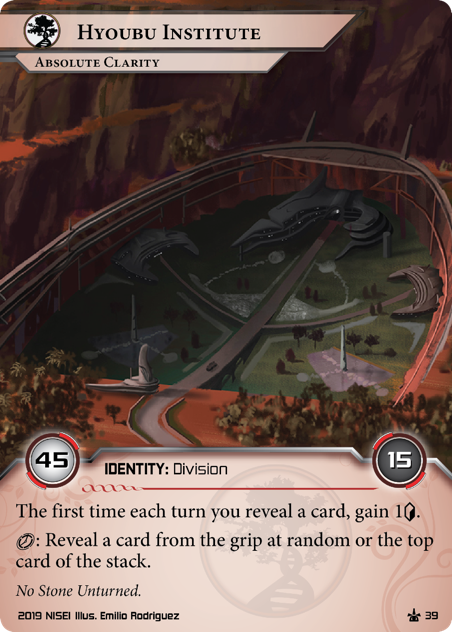 Hyoubu Institute
Absolute Clarity
45
IDENTITY: Division
15
The first time each turn you reveal a card, gain 1.
: Reveal a card from the grip at random or the top
card of the stack.
No Stone Unturned.
2019 NISEI Illus. Emilio Rodriguez
39